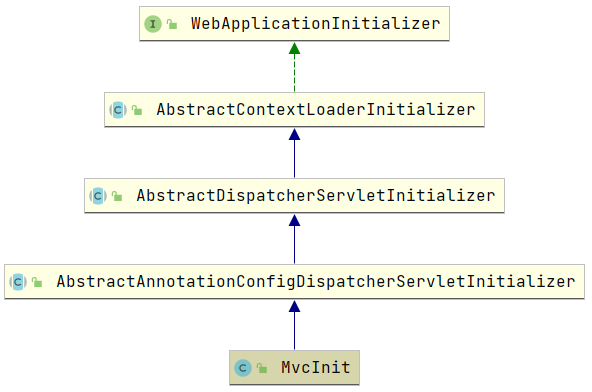 I WebApplicationInitializer
C AbstractContextLoaderInitializer
C AbstractDispatcherServletInitializer
C AbstractAnnotationConfigDispatcherServletInitializer
C MvcInit